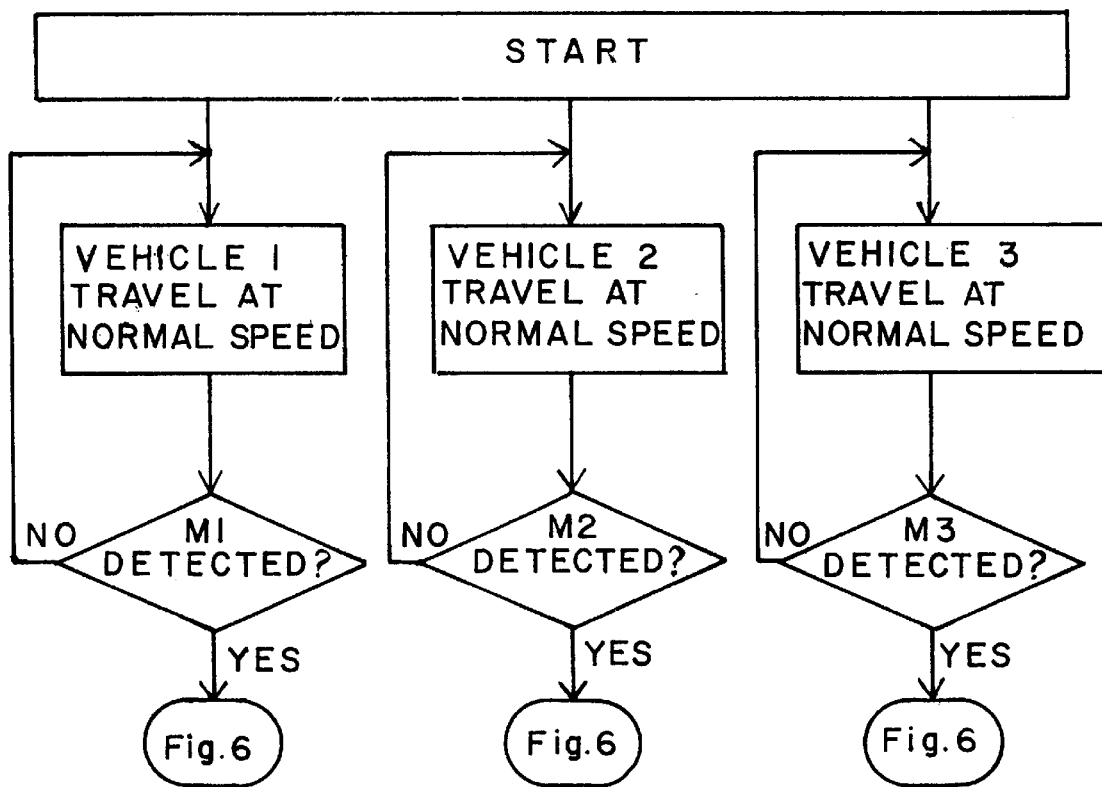 START
VEHICLE 1
TRAVEL AT
NORMAL SPEED
VEHICLE 2
TRAVEL AT
NORMAL SPEED
VEHICLE 3
TRAVEL AT
NORMAL SPEED
NO
M1
DETECTED?
YES
Fig.6
NO
M2
DETECTED?
YES
Fig.6
NO
M3
DETECTED?
YES
Fig.6